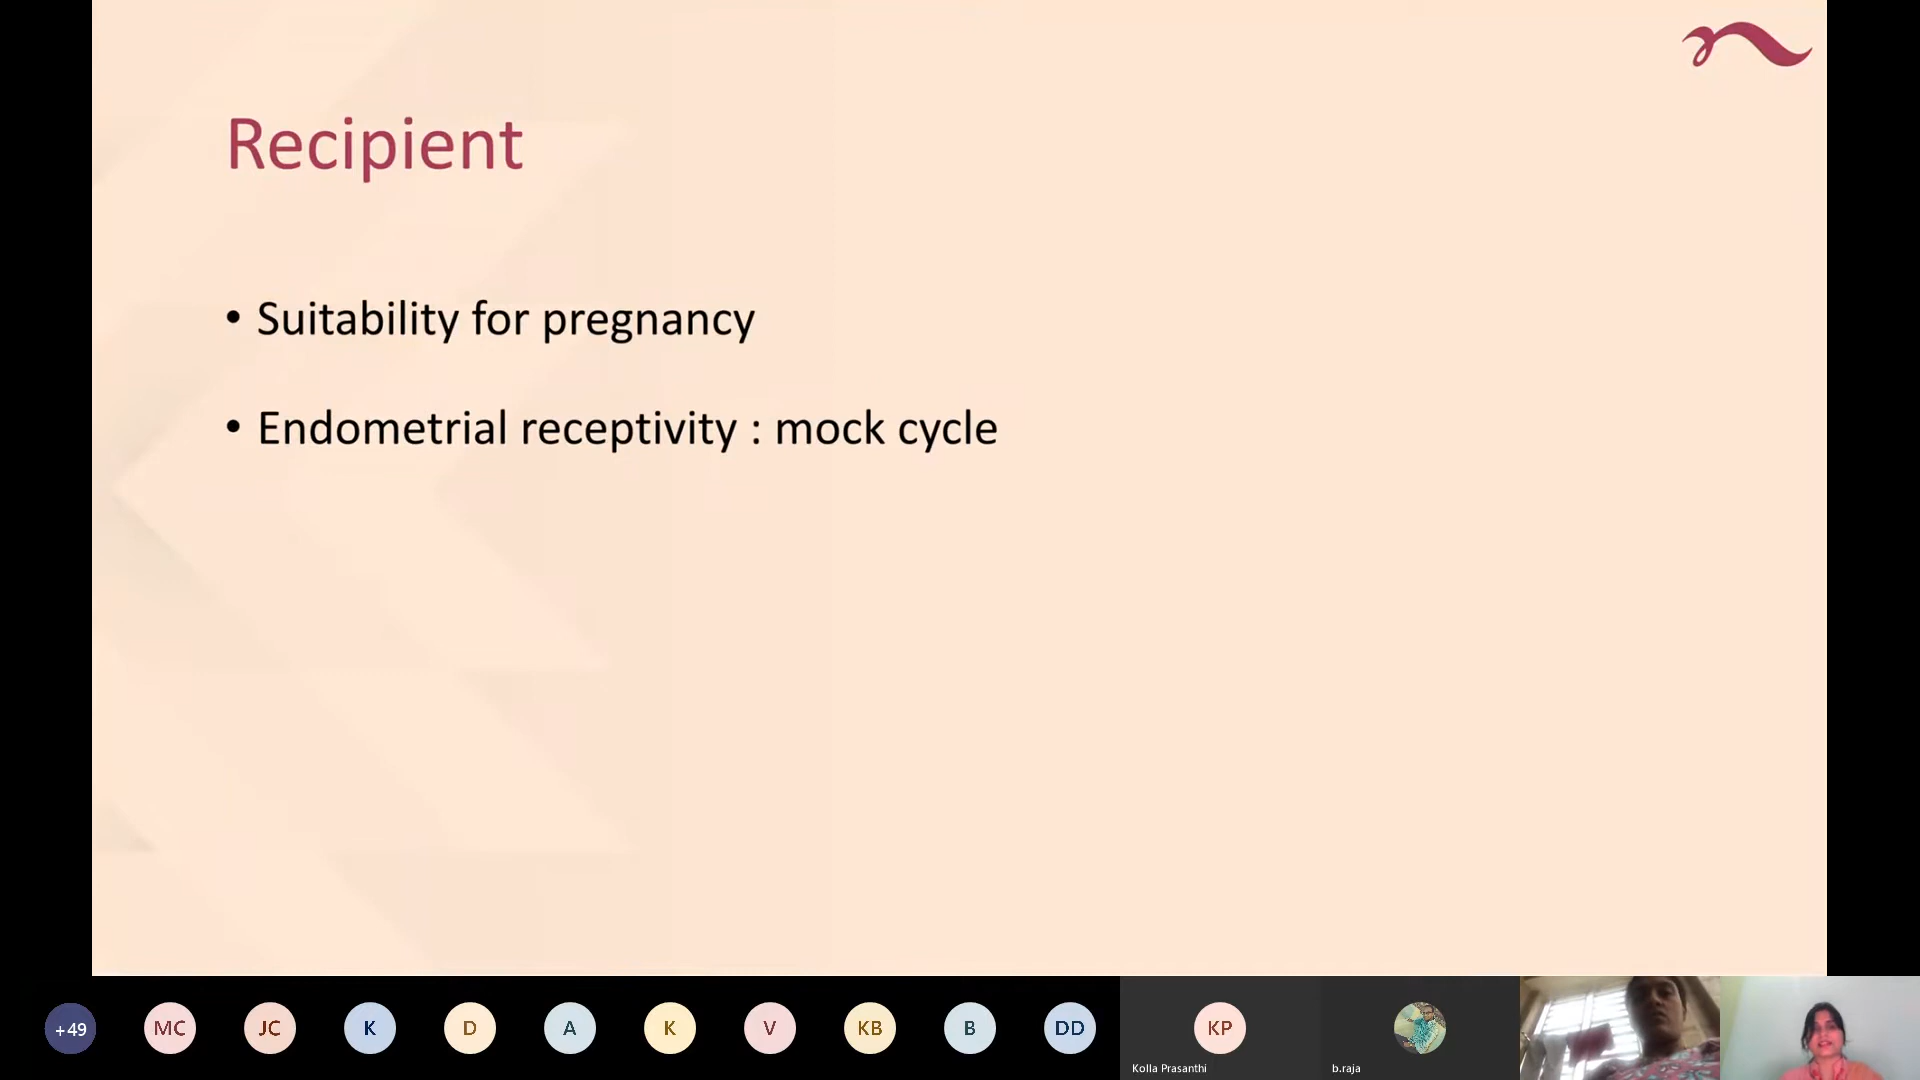 Recipient
• Suitability for pregnancy
• Endometrial receptivity : mock cycle
+49
MC
JC
K
D
A
K
V
KB
B
DD
KP
Kolla Prasanthi
b.raja